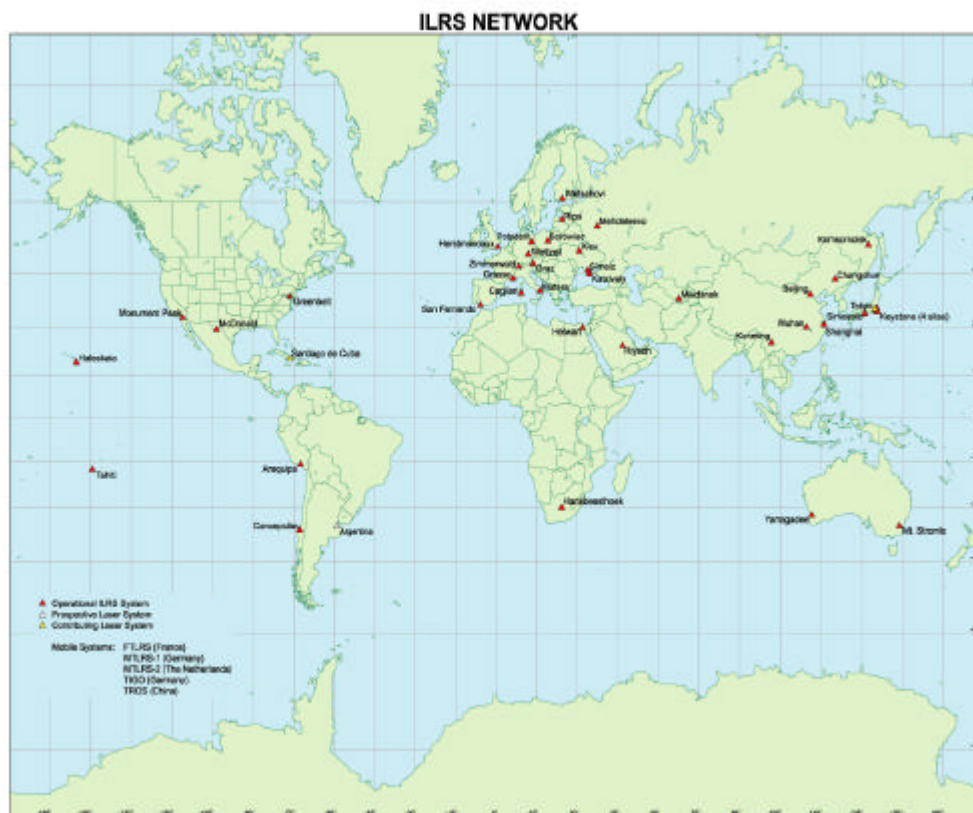 ILRS NETWORK
Metsahovi
Riga
Mendeleevo
Potsdam
Borowiec
Kiev
Komsomolsk
Herstmonceux
Wettzell
Zimmerwald
Graz
Simeiz
Grasse
Katzively
Changchun
Cagliari
Matera
Maidanak
Beijing
Greenbelt
San Fernando
Tokyo
Monument Peak
Simosato
Keystone (4 sites)
McDonald
Helwan
Wuhan
Shanghai
Kunming
Riyadh
Santiago de Cuba
Haleakala
Arequipa
Tahiti
Hartebeesthoek
Yarragadee
Concepcion
Argentina
Mt. Stromlo
Operational ILRS System
Prospective Laser System
Contributing Laser System
Mobile Systems: FTLRS (France)
MTLRS-1 (Germany)
MTLRS-2 (The Netherlands)
TIGO (Germany)
TROS (China)